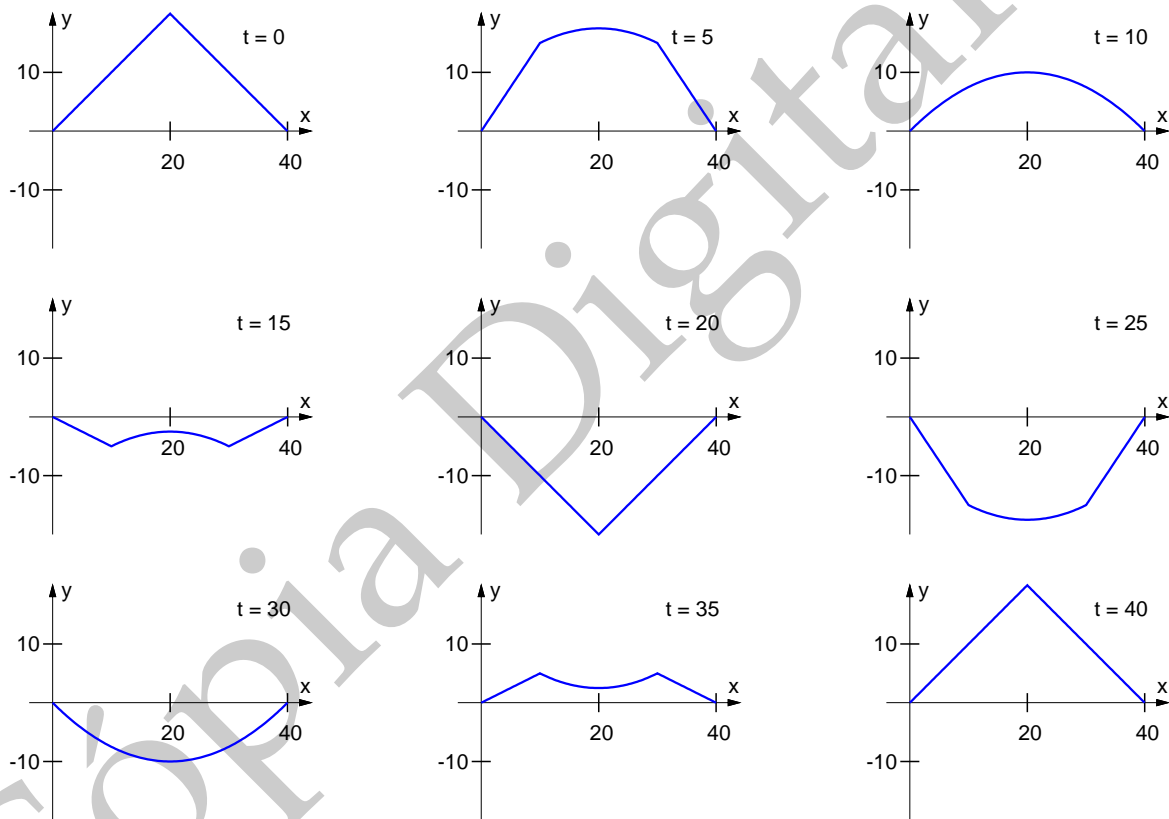 y t = 0
10
x
20 40
-10
y t = 5
10
x
20 40
-10
y t = 10
10
x
20 40
-10
y t = 15
10
x
20 40
-10
y t = 20
10
x
20 40
-10
y t = 25
10
x
20 40
-10
y t = 30
10
x
20 40
-10
y t = 35
10
x
20 40
-10
y t = 40
10
x
20 40
-10
Cópia Digital